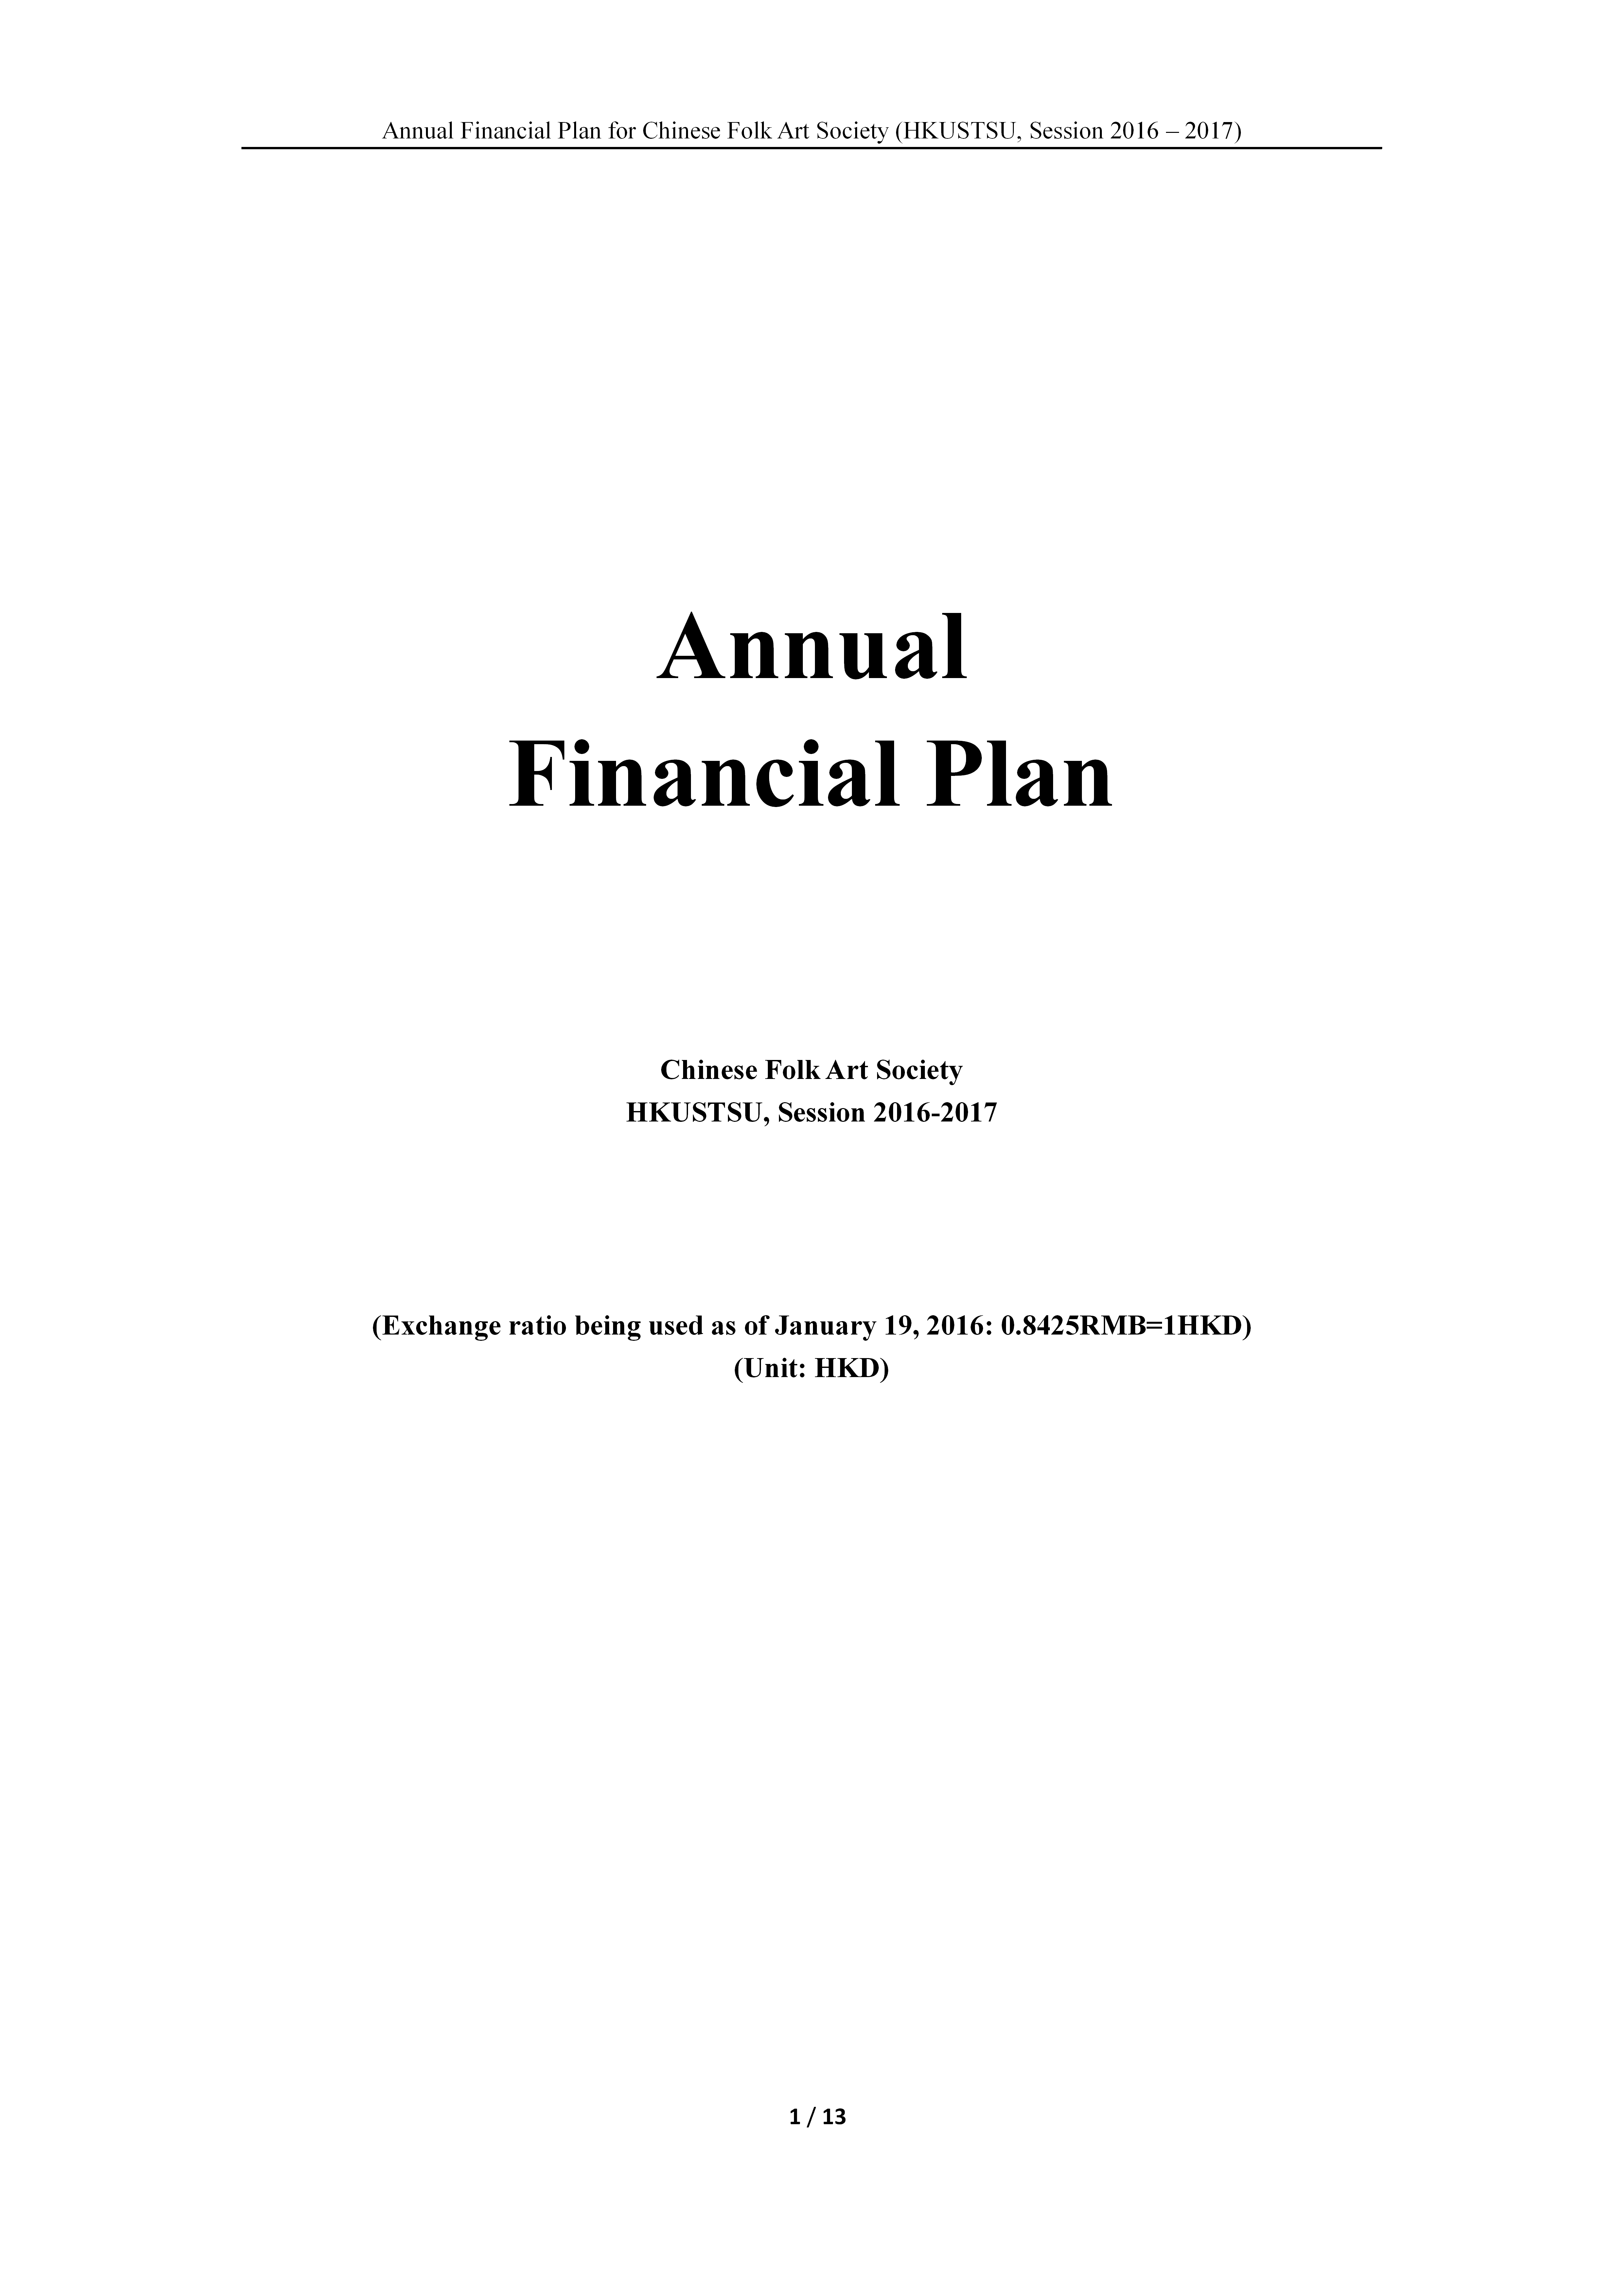 Annual Financial Plan for Chinese Folk Art Society (HKUSTSU, Session 2016 – 2017)
Annual
Financial Plan
Chinese Folk Art Society
HKUSTSU, Session 2016-2017
(Exchange ratio being used as of January 19, 2016: 0.8425RMB=1HKD)
(Unit: HKD)
1 / 13